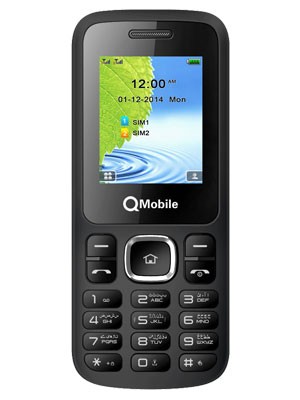 12:00 AM
01-12-2014 Mon
SIM1
SIM2
QMobile
1
2 ABC
3 DEF
4 GHI
5 JKL
6 MNO
7 PQRS
8 TUV
9 WXYZ
* +
0
#